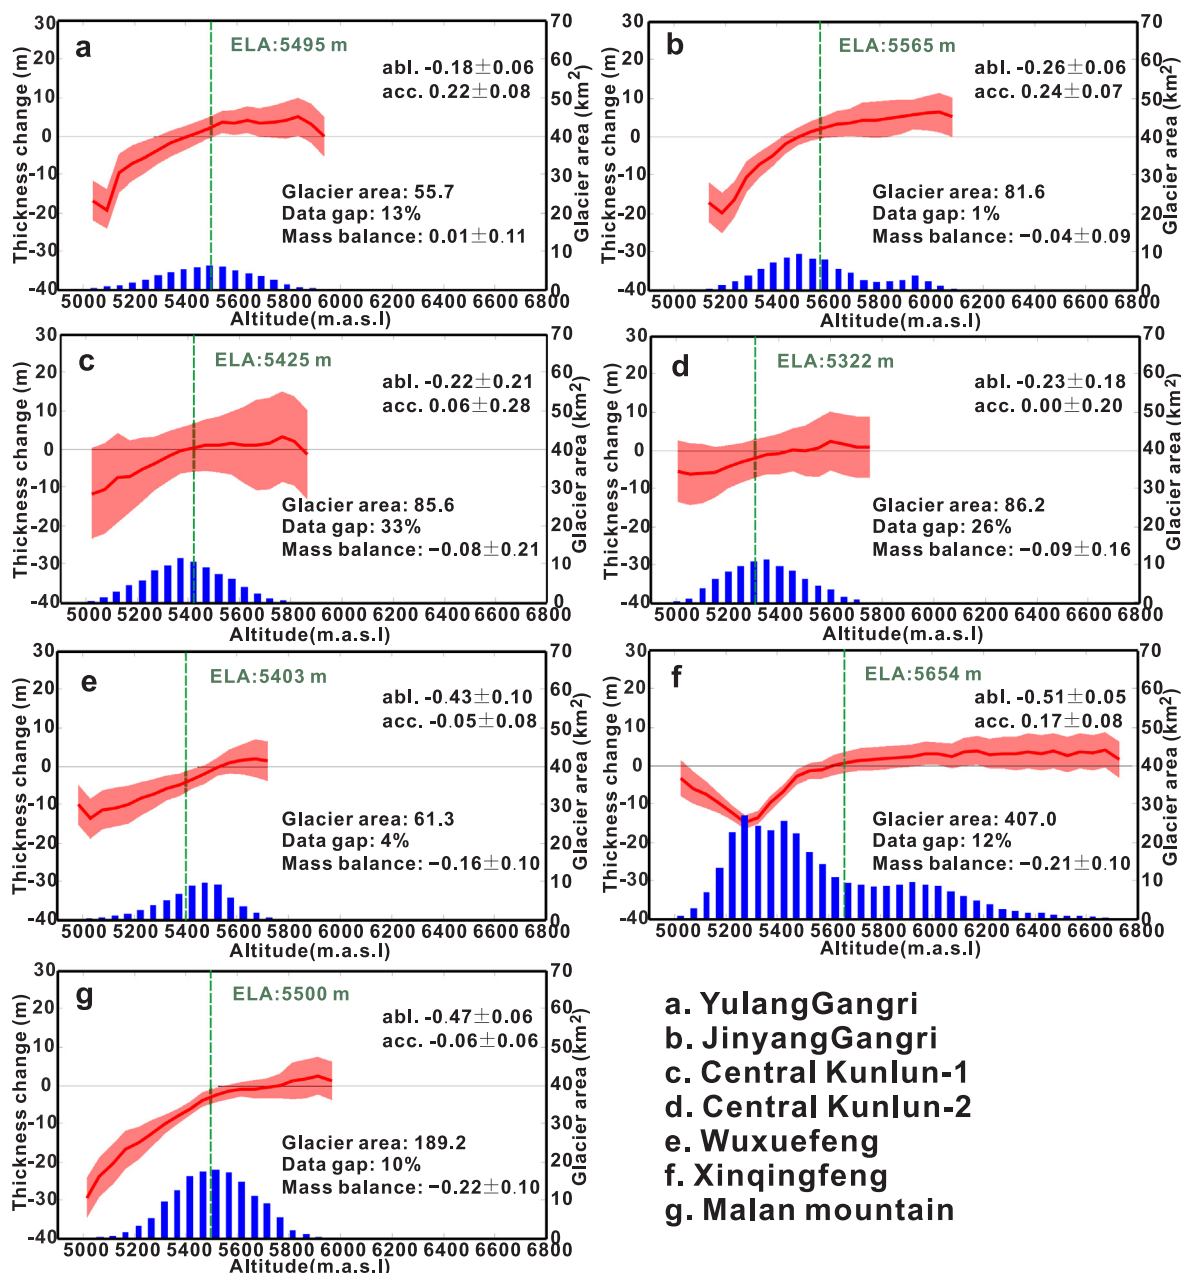 a
ELA:5495 m
abl. -0.18±0.06
acc. 0.22±0.08
Glacier area: 55.7
Data gap: 13%
Mass balance: 0.01±0.11
Thickness change (m)
30
20
10
0
-10
-20
-30
-40
Glacier area (km²)
70
60
50
40
30
20
10
0
5000 5200 5400 5600 5800 6000 6200 6400 6600 6800
Altitude(m.a.s.l)
b
ELA:5565 m
abl. -0.26±0.06
acc. 0.24±0.07
Glacier area: 81.6
Data gap: 1%
Mass balance: −0.04±0.09
Thickness change (m)
30
20
10
0
-10
-20
-30
-40
Glacier area (km²)
70
60
50
40
30
20
10
0
5000 5200 5400 5600 5800 6000 6200 6400 6600 6800
Altitude(m.a.s.l)
c
ELA:5425 m
abl. -0.22±0.21
acc. 0.06±0.28
Glacier area: 85.6
Data gap: 33%
Mass balance: −0.08±0.21
Thickness change (m)
30
20
10
0
-10
-20
-30
-40
Glacier area (km²)
70
60
50
40
30
20
10
0
5000 5200 5400 5600 5800 6000 6200 6400 6600 6800
Altitude(m.a.s.l)
d
ELA:5322 m
abl. -0.23±0.18
acc. 0.00±0.20
Glacier area: 86.2
Data gap: 26%
Mass balance: −0.09±0.16
Thickness change (m)
30
20
10
0
-10
-20
-30
-40
Glacier area (km²)
70
60
50
40
30
20
10
0
5000 5200 5400 5600 5800 6000 6200 6400 6600 6800
Altitude(m.a.s.l)
e
ELA:5403 m
abl. -0.43±0.10
acc. -0.05±0.08
Glacier area: 61.3
Data gap: 4%
Mass balance: −0.16±0.10
Thickness change (m)
30
20
10
0
-10
-20
-30
-40
Glacier area (km²)
70
60
50
40
30
20
10
0
5000 5200 5400 5600 5800 6000 6200 6400 6600 6800
Altitude(m.a.s.l)
f
ELA:5654 m
abl. -0.51±0.05
acc. 0.17±0.08
Glacier area: 407.0
Data gap: 12%
Mass balance: −0.21±0.10
Thickness change (m)
30
20
10
0
-10
-20
-30
-40
Glacier area (km²)
70
60
50
40
30
20
10
0
5000 5200 5400 5600 5800 6000 6200 6400 6600 6800
Altitude(m.a.s.l)
g
ELA:5500 m
abl. -0.47±0.06
acc. -0.06±0.06
Glacier area: 189.2
Data gap: 10%
Mass balance: −0.22±0.10
Thickness change (m)
30
20
10
0
-10
-20
-30
-40
Glacier area (km²)
70
60
50
40
30
20
10
0
5000 5200 5400 5600 5800 6000 6200 6400 6600 6800
Altitude(m.a.s.l)
a. YulangGangri
b. JinyangGangri
c. Central Kunlun-1
d. Central Kunlun-2
e. Wuxuefeng
f. Xinqingfeng
g. Malan mountain